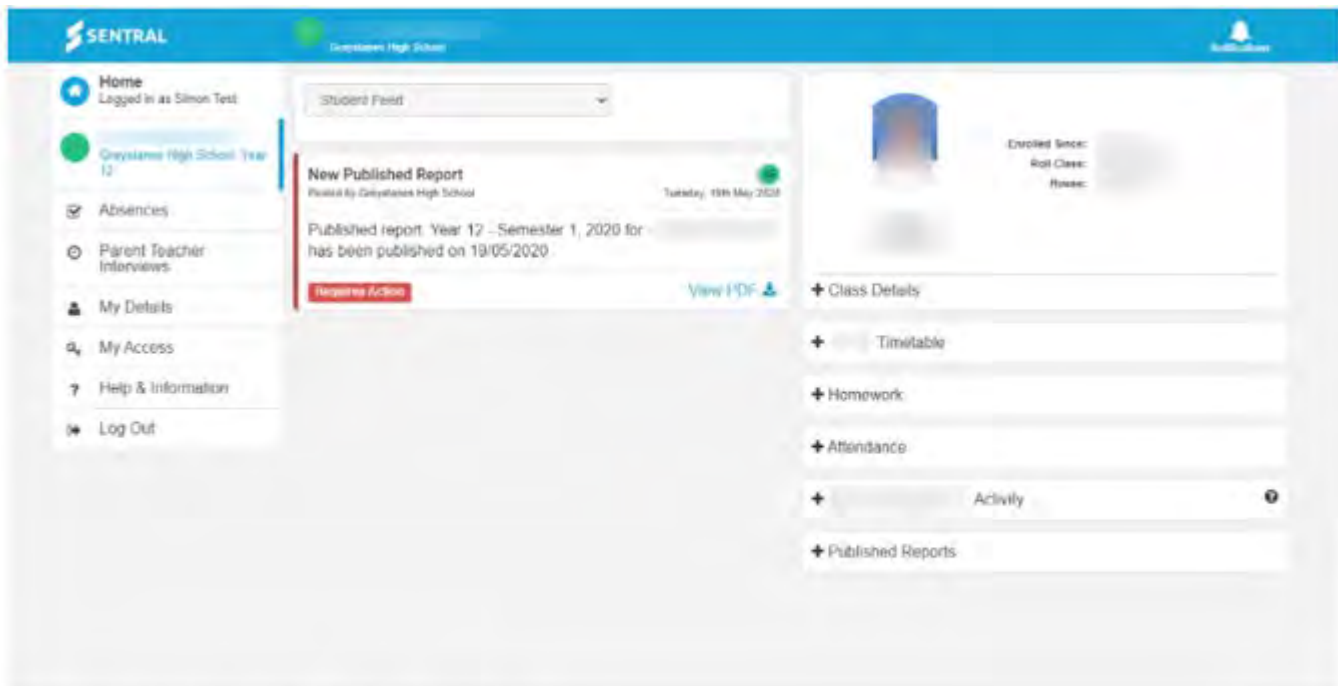 SENTRAL
Greystanes High School
Notifications
Home
Logged in as Simon Test
Greystanes High School Year
12
Absences
Parent Teacher
Interviews
My Details
My Access
Help & Information
Log Out
Student Feed
New Published Report
Posted by Greystanes High School
Tuesday, 19th May 2020
Published report. Year 12 - Semester 1, 2020 for
has been published on 19/05/2020
Requires Action
View PDF
Enrolled Since:
Roll Class:
House:
+ Class Details
+ Timetable
+ Homework
+ Attendance
+ Activity
+ Published Reports